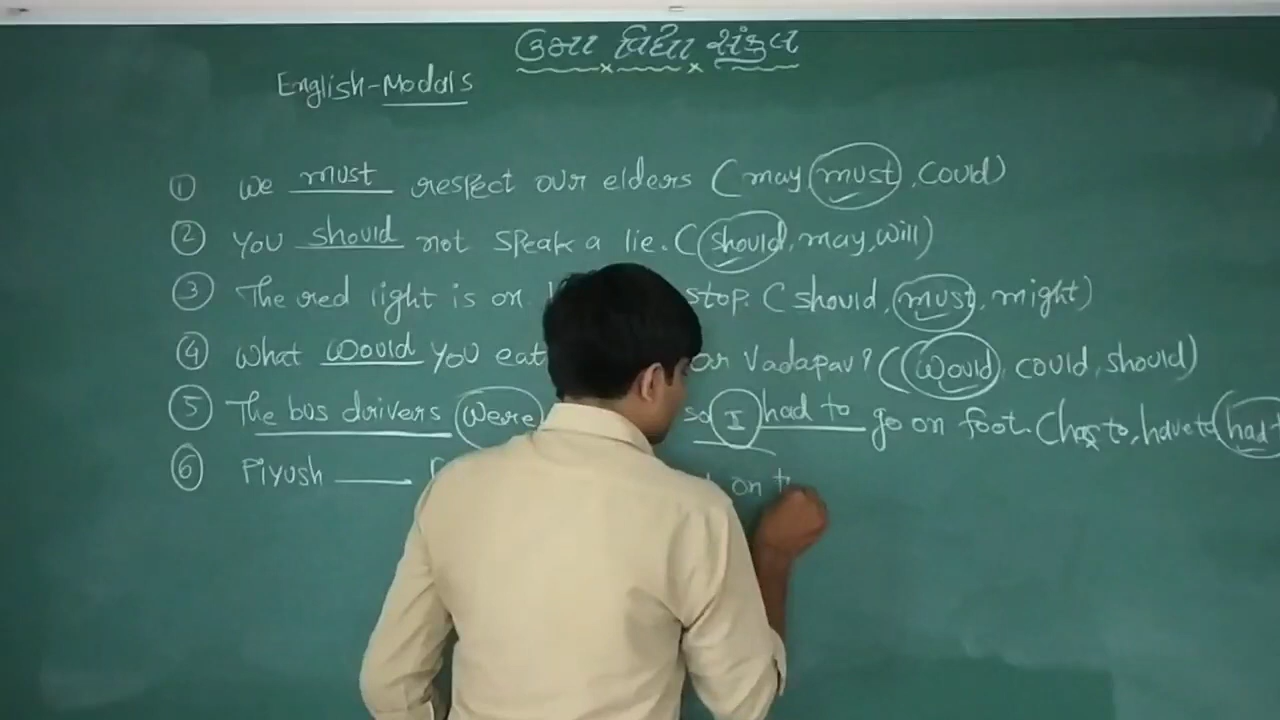 ઉમા વિદ્યા સંકુલ
English-Modals
① We must respect our elders (may, must, could)
② You should not speak a lie. (should, may, will)
③ The red light is on stop. (should, must, might)
④ What would you eat or Vadapav? (would, could, should)
⑤ The bus drivers were so I had to go on foot. (has to, have to, had
⑥ Piyush ____ on